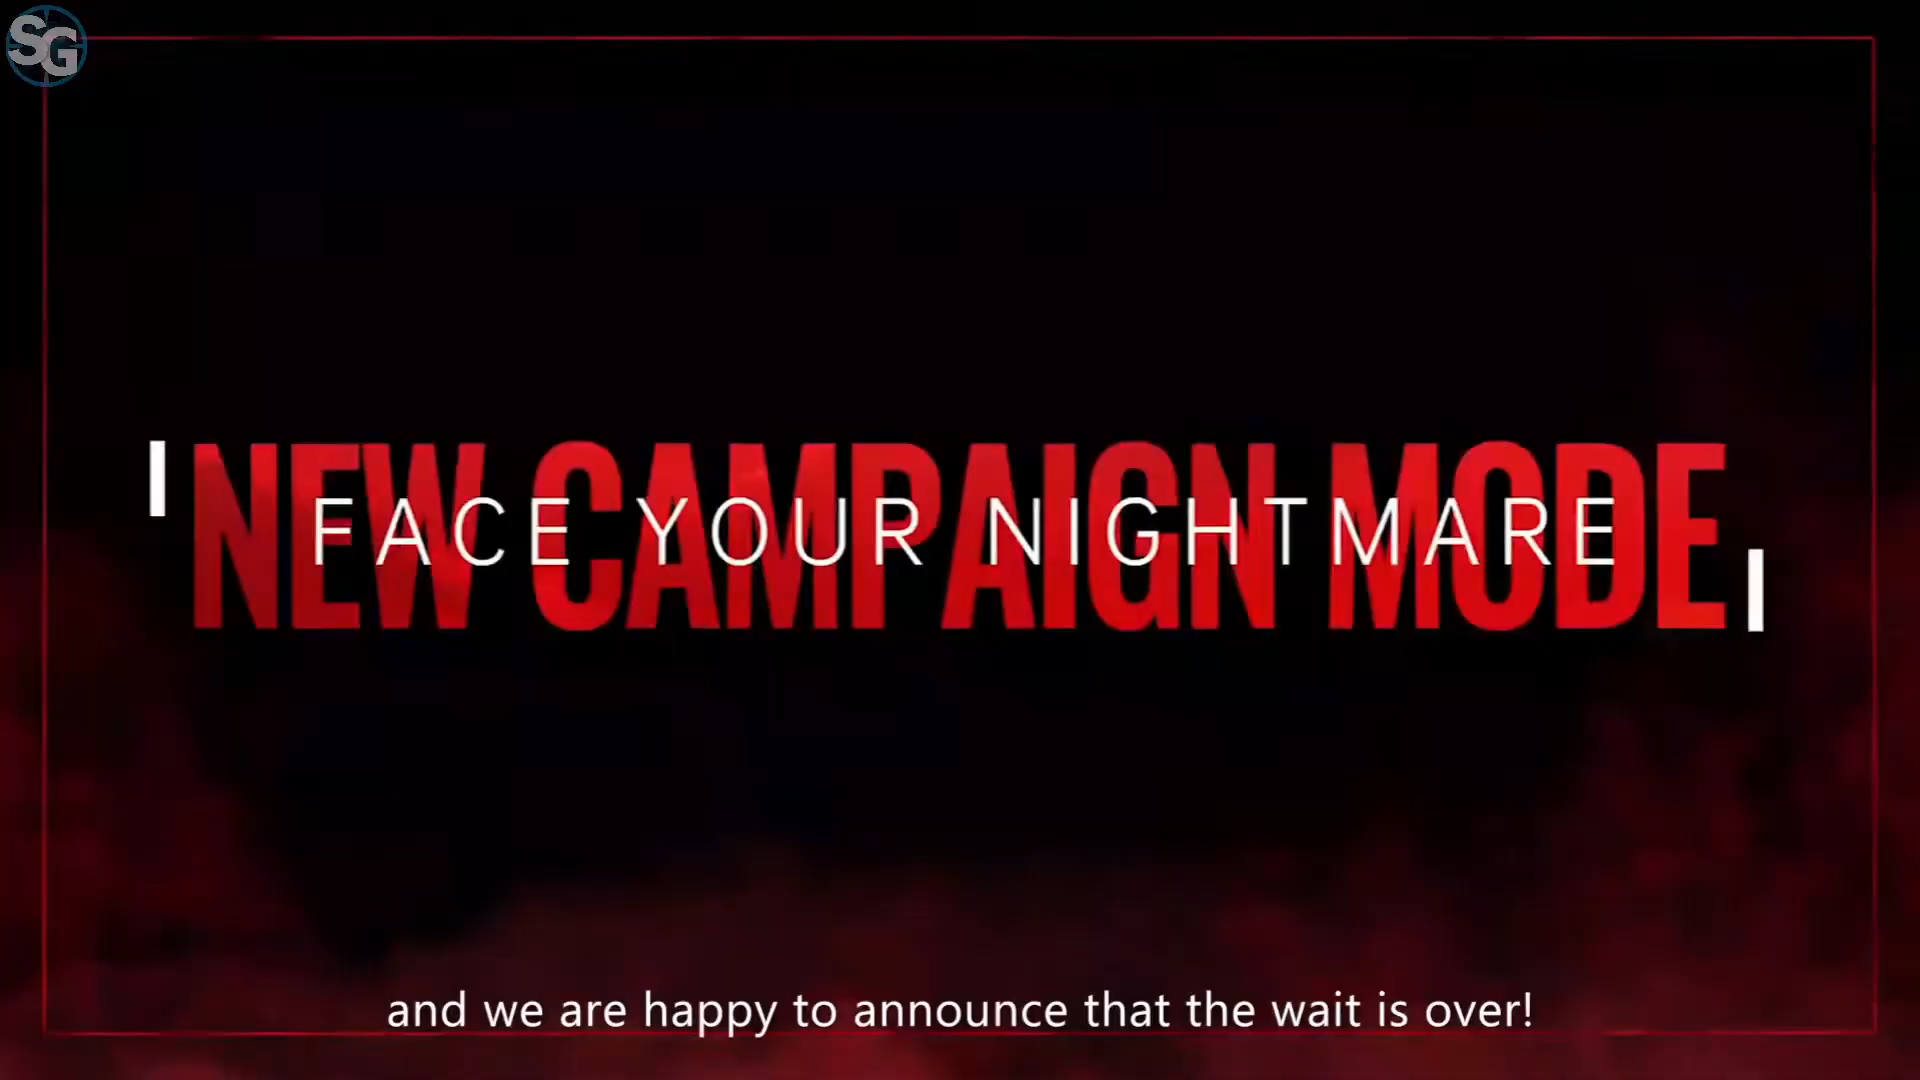 SG
NEW CAMPAIGN MODE
FACE YOUR NIGHTMARE
and we are happy to announce that the wait is over!